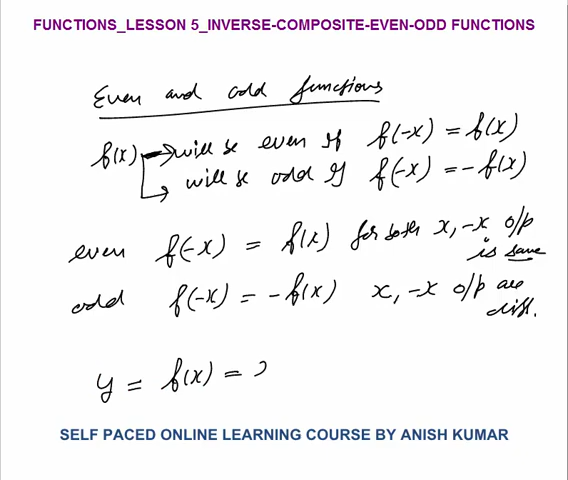 FUNCTIONS_LESSON 5_INVERSE-COMPOSITE-EVEN-ODD FUNCTIONS
Even and odd functions
f(x) → will be even if f(-x) = f(x)
→ will be odd if f(-x) = - f(x)
even f(-x) = f(x) for both x, -x o/p is same
odd f(-x) = - f(x) x, -x o/p are diff.
y = f(x) =
SELF PACED ONLINE LEARNING COURSE BY ANISH KUMAR